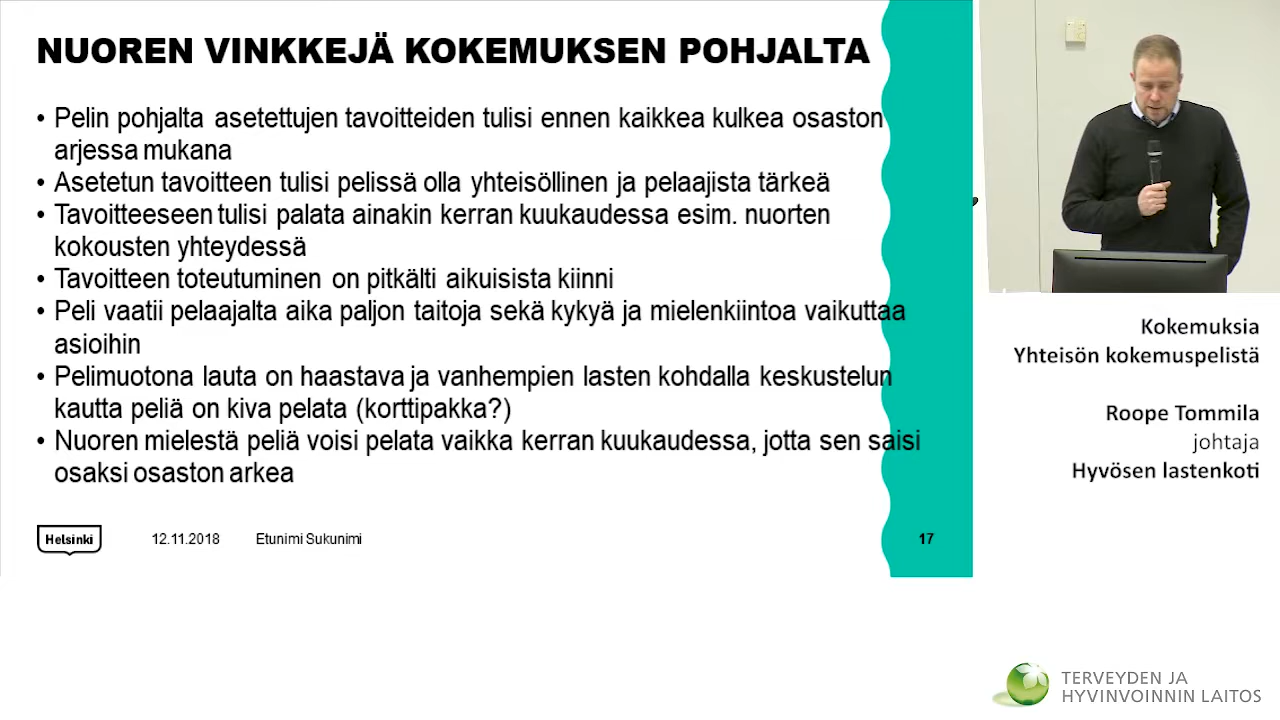 NUOREN VINKKEJÄ KOKEMUKSEN POHJALTA
• Pelin pohjalta asetettujen tavoitteiden tulisi ennen kaikkea kulkea osaston
arjessa mukana
• Asetetun tavoitteen tulisi pelissä olla yhteisöllinen ja pelaajista tärkeä
• Tavoitteeseen tulisi palata ainakin kerran kuukaudessa esim. nuorten
kokousten yhteydessä
• Tavoitteen toteutuminen on pitkälti aikuisista kiinni
• Peli vaatii pelaajalta aika paljon taitoja sekä kykyä ja mielenkiintoa vaikuttaa
asioihin
• Pelimuotona lauta on haastava ja vanhempien lasten kohdalla keskustelun
kautta peliä on kiva pelata (korttipakka?)
• Nuoren mielestä peliä voisi pelata vaikka kerran kuukaudessa, jotta sen saisi
osaksi osaston arkea
Helsinki 12.11.2018 Etunimi Sukunimi 17
Kokemuksia
Yhteisön kokemuspelistä
Roope Tommila
johtaja
Hyvösen lastenkoti
TERVEYDEN JA
HYVINVOINNIN LAITOS